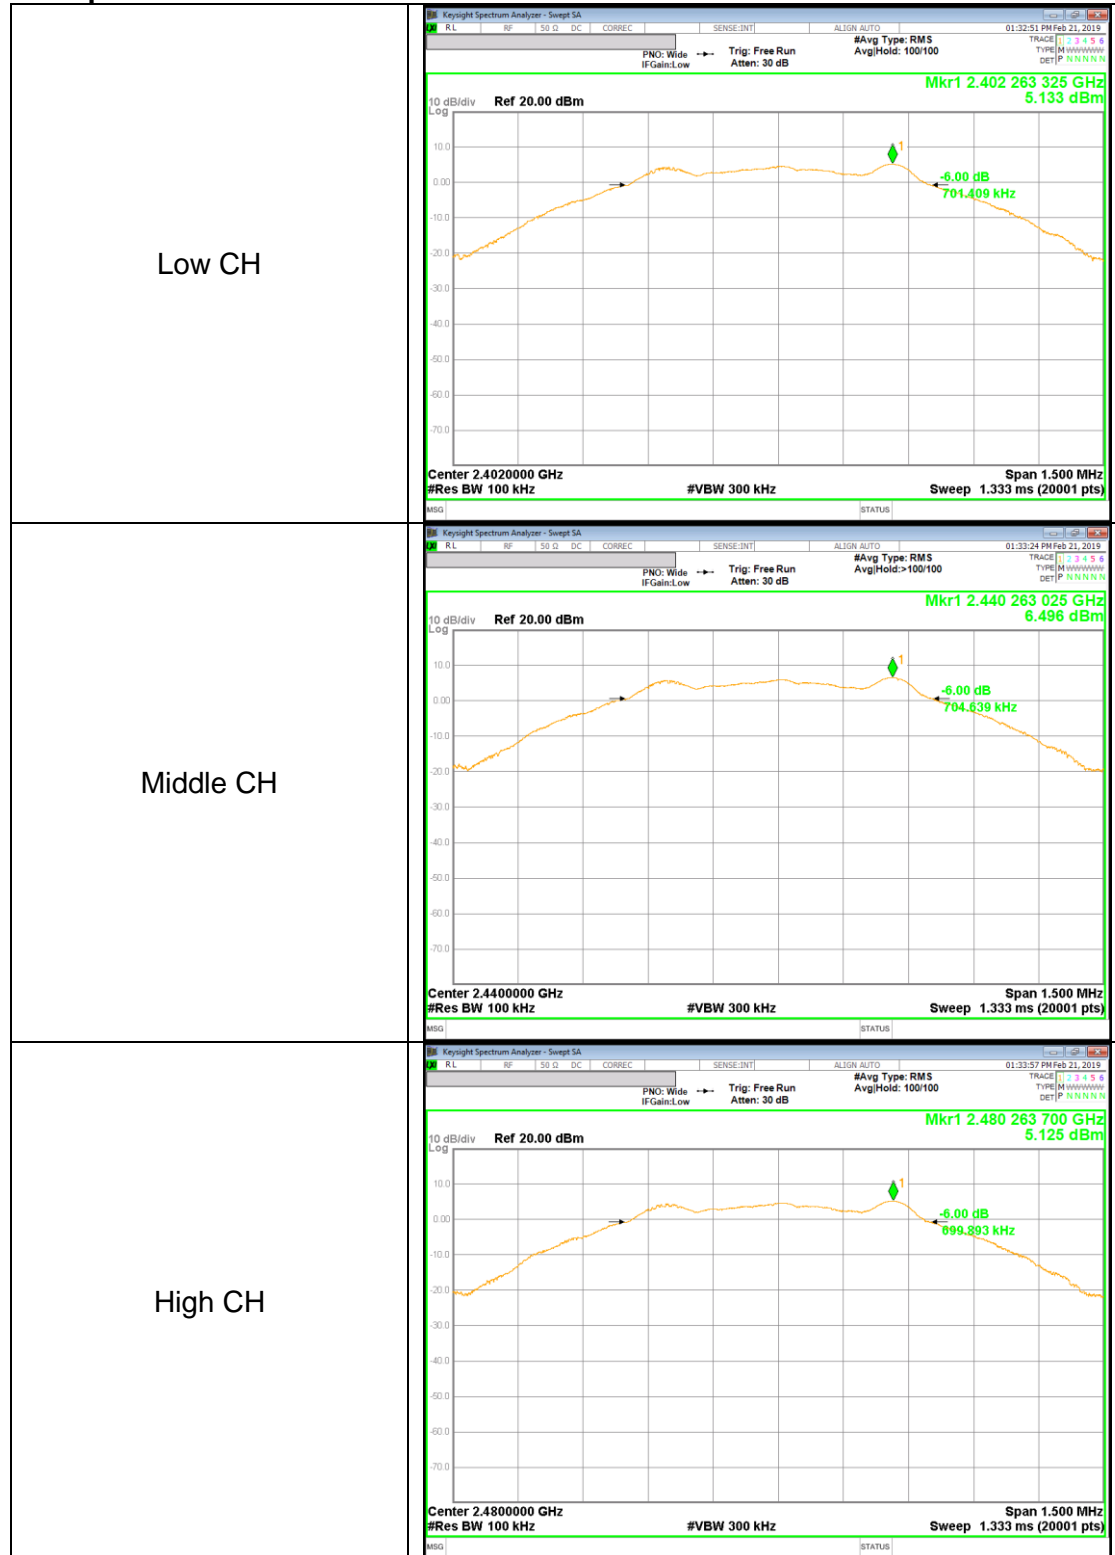 Low CH
Keysight Spectrum Analyzer - Swept SA
RL RF 50 Ω DC CORREC SENSE:INT ALIGN AUTO 01:32:51 PM Feb 21, 2019
#Avg Type: RMS TRACE 1 2 3 4 5 6
PNO: Wide Trig: Free Run Avg|Hold: 100/100 TYPE M WWWWW
IFGain:Low Atten: 30 dB DET P N N N N N
Mkr1 2.402 263 325 GHz
10 dB/div Ref 20.00 dBm 5.133 dBm
Log
1
10.0
-6.00 dB
0.00
701.409 kHz
-10.0
-20.0
-30.0
-40.0
-50.0
-60.0
-70.0
Center 2.4020000 GHz Span 1.500 MHz
#Res BW 100 kHz #VBW 300 kHz Sweep 1.333 ms (20001 pts)
MSG STATUS
Middle CH
Keysight Spectrum Analyzer - Swept SA
RL RF 50 Ω DC CORREC SENSE:INT ALIGN AUTO 01:33:24 PM Feb 21, 2019
#Avg Type: RMS TRACE 1 2 3 4 5 6
PNO: Wide Trig: Free Run Avg|Hold:>100/100 TYPE M WWWWW
IFGain:Low Atten: 30 dB DET P N N N N N
Mkr1 2.440 263 025 GHz
10 dB/div Ref 20.00 dBm 6.496 dBm
Log
1
10.0
-6.00 dB
0.00
704.639 kHz
-10.0
-20.0
-30.0
-40.0
-50.0
-60.0
-70.0
Center 2.4400000 GHz Span 1.500 MHz
#Res BW 100 kHz #VBW 300 kHz Sweep 1.333 ms (20001 pts)
MSG STATUS
High CH
Keysight Spectrum Analyzer - Swept SA
RL RF 50 Ω DC CORREC SENSE:INT ALIGN AUTO 01:33:57 PM Feb 21, 2019
#Avg Type: RMS TRACE 1 2 3 4 5 6
PNO: Wide Trig: Free Run Avg|Hold: 100/100 TYPE M WWWWW
IFGain:Low Atten: 30 dB DET P N N N N N
Mkr1 2.480 263 700 GHz
10 dB/div Ref 20.00 dBm 5.125 dBm
Log
1
10.0
-6.00 dB
0.00
699.893 kHz
-10.0
-20.0
-30.0
-40.0
-50.0
-60.0
-70.0
Center 2.4800000 GHz Span 1.500 MHz
#Res BW 100 kHz #VBW 300 kHz Sweep 1.333 ms (20001 pts)
MSG STATUS